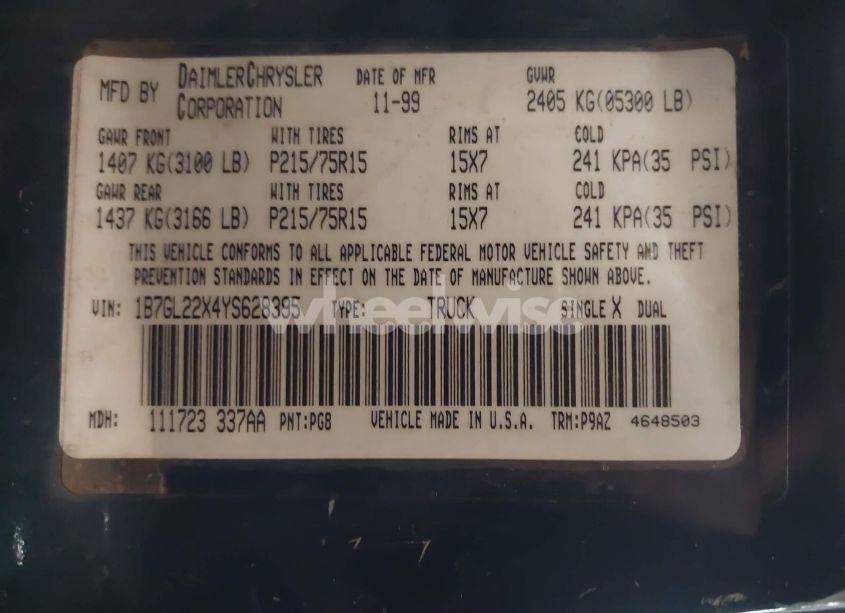 MFD BY DAIMLERCHRYSLER CORPORATION DATE OF MFR 11-99 GVWR 2405 KG(05300 LB)
GAWR FRONT WITH TIRES RIMS AT COLD
1407 KG(3100 LB) P215/75R15 15X7 241 KPA(35 PSI)
GAWR REAR WITH TIRES RIMS AT COLD
1437 KG(3166 LB) P215/75R15 15X7 241 KPA(35 PSI)
THIS VEHICLE CONFORMS TO ALL APPLICABLE FEDERAL MOTOR VEHICLE SAFETY AND THEFT
PREVENTION STANDARDS IN EFFECT ON THE DATE OF MANUFACTURE SHOWN ABOVE.
VIN: 1B7GL22X4YS628395 TYPE: TRUCK SINGLE X DUAL
wheelwise
MDH: 111723 337AA PNT:PG8 VEHICLE MADE IN U.S.A. TRM:P9AZ 4648503